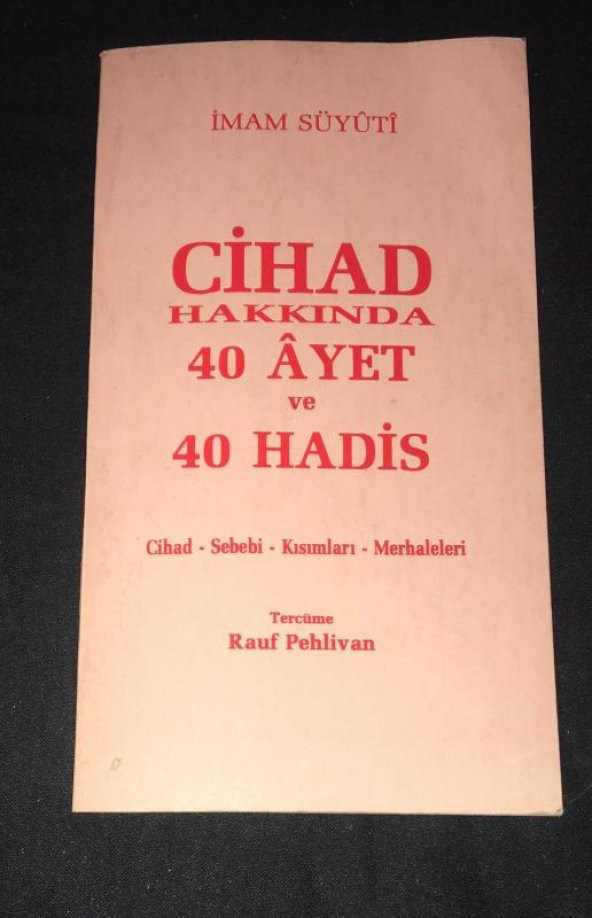 İMAM SÜYÛTÎ
CİHAD
HAKKINDA
40 ÂYET
ve
40 HADİS
Cihad - Sebebi - Kısımları - Merhaleleri
Tercüme
Rauf Pehlivan